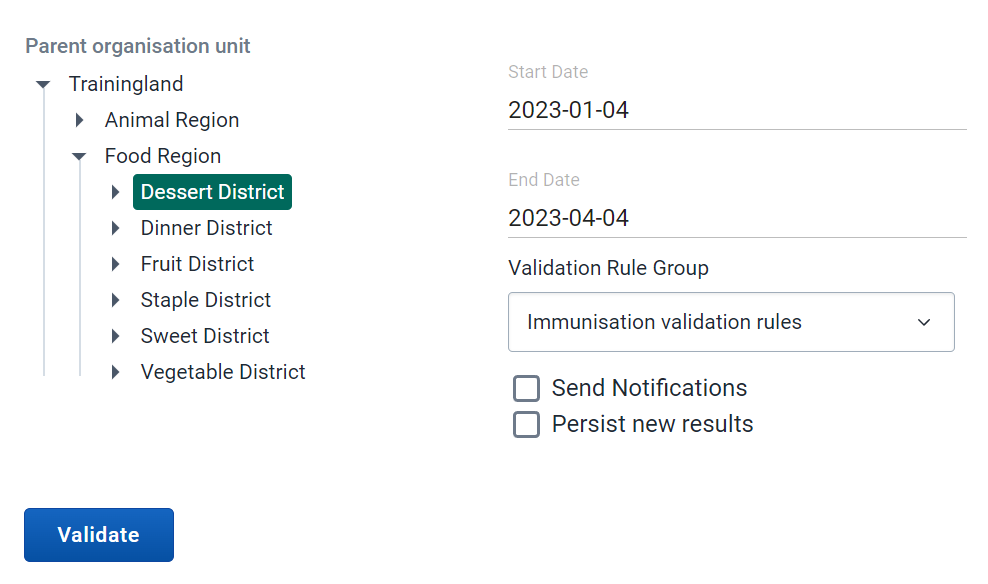 Parent organisation unit
Trainingland
Animal Region
Food Region
Dessert District
Dinner District
Fruit District
Staple District
Sweet District
Vegetable District
Start Date
2023-01-04
End Date
2023-04-04
Validation Rule Group
Immunisation validation rules
Send Notifications
Persist new results
Validate